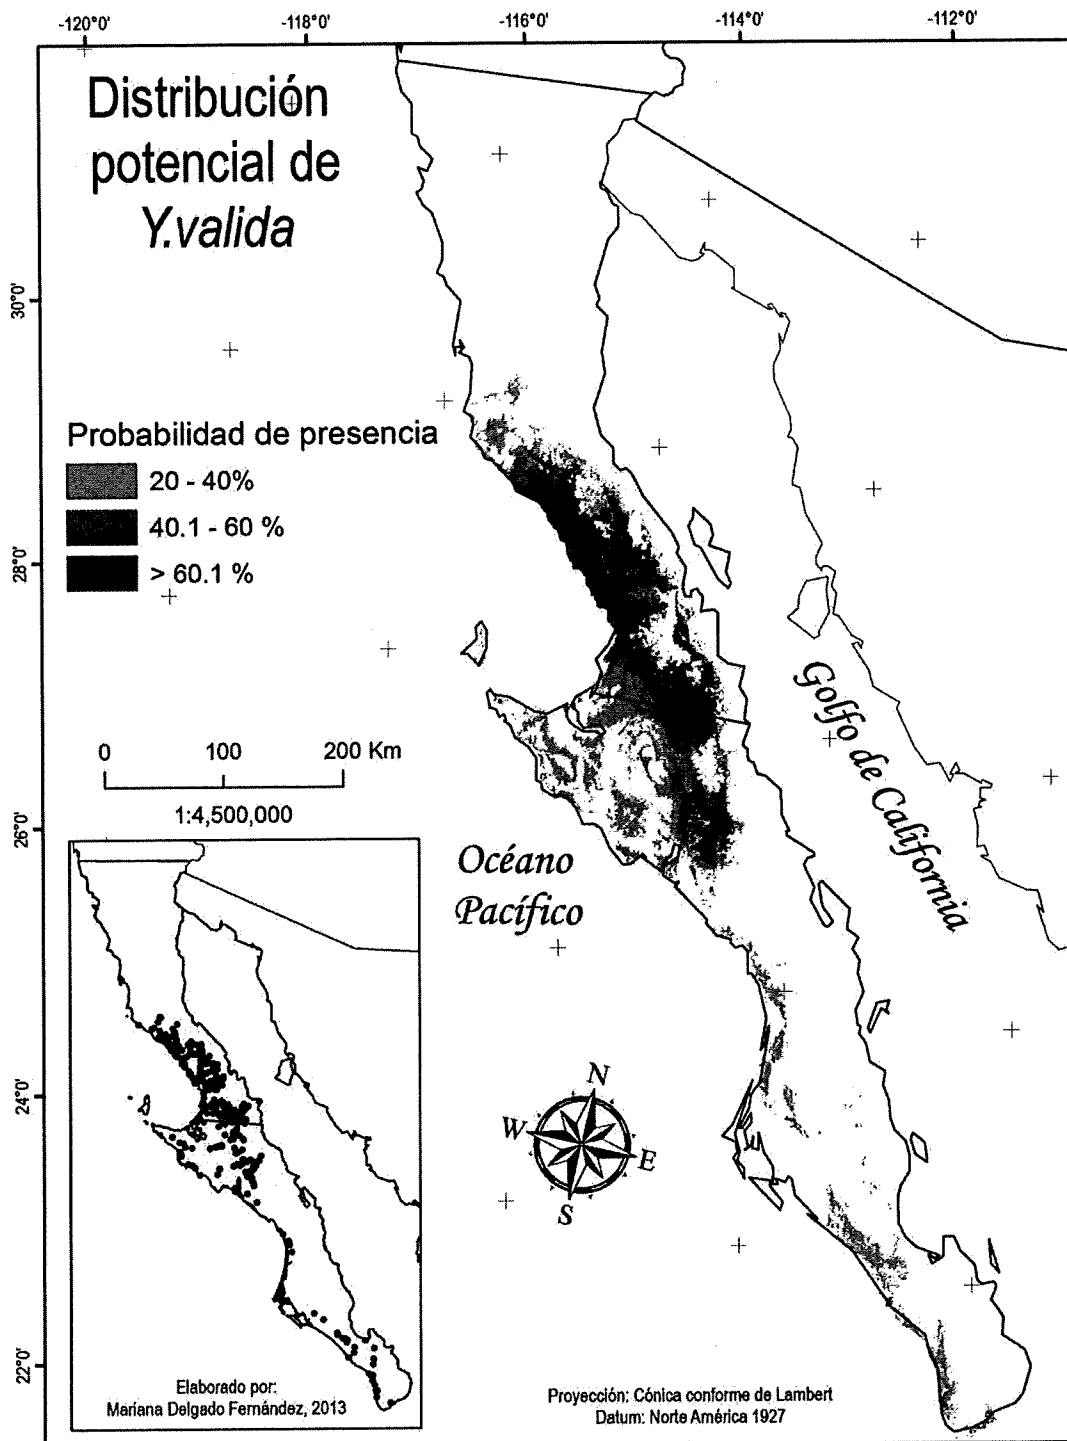 -120°0'
-118°0'
-116°0'
-114°0'
-112°0'
Distribución
potencial de
Y.valida
30°0'
28°0'
26°0'
24°0'
22°0'
Probabilidad de presencia
20 - 40%
40.1 - 60 %
> 60.1 %
0 100 200 Km
1:4,500,000
Océano
Pacífico
Golfo de California
N
W
E
S
Elaborado por:
Mariana Delgado Fernández, 2013
Proyección: Cónica conforme de Lambert
Datum: Norte América 1927